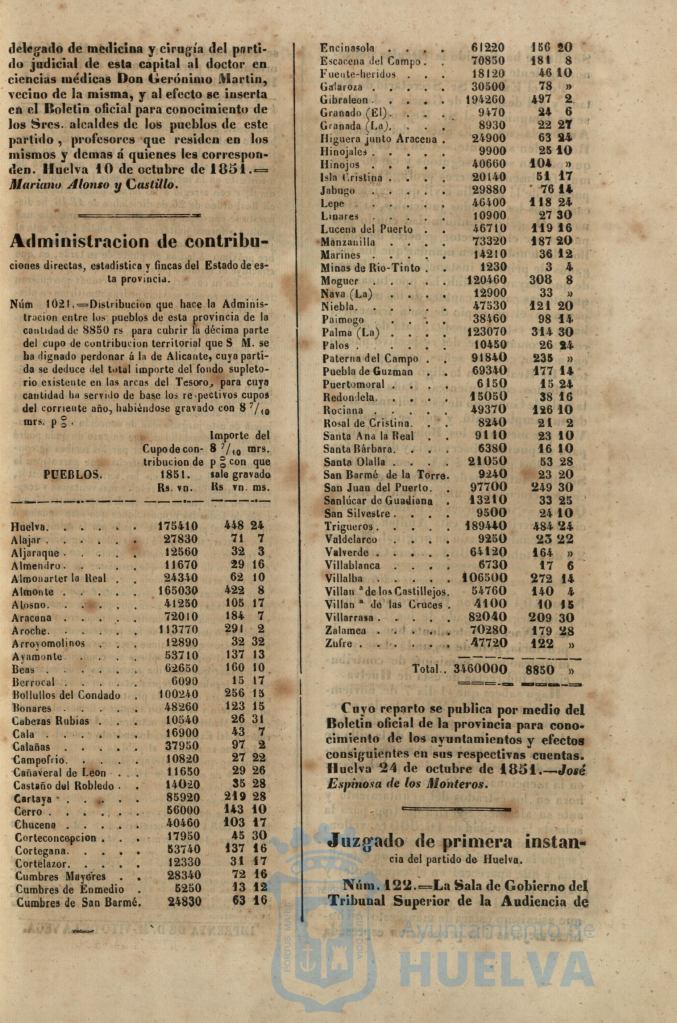 delegado de medicina y cirugía del parti-
do judicial de esta capital al doctor en
ciencias médicas Don Gerónimo Martin,
vecino de la misma, y al efecto se inserta
en el Boletin oficial para conocimiento de
los Sres. alcaldes de los pueblos de este
partido, profesores que residen en los
mismos y demas á quienes les correspon-
den. Huelva 10 de octubre de 1851.=
Mariano Alonso y Castillo.
Administracion de contribu-
ciones directas, estadistica y fincas del Estado de es-
ta provincia.
Núm 1021.=Distribucion que hace la Adminis-
tracion entre los pueblos de esta provincia de la
cantidad de 8850 rs para cubrir la décima parte
del cupo de contribucion territorial que S M. se
ha dignado perdonar á la de Alicante, cuya parti-
da se deduce del total importe del fondo supleto-
rio existente en las arcas del Tesoro, para cuya
cantidad ha servido de base los respectivos cupos
del corriente año, habiéndose gravado con 8 7/10
mrs. p%.
PUEBLOS.
Cupo de con-
tribucion de
1851.
Rs. vn.
Importe del
8 7/10 mrs.
p% con que
sale gravado
Rs vn. ms.
Huelva. . . . . . 175410 448 24
Alajar . . . . . . 27830 71 7
Aljaraque . . . . . 12560 32 3
Almendro. . . . . 11670 29 16
Almonarter la Real . . 24340 62 10
Almonte . . . . . 165030 422 8
Alosno. . . . . . 41250 105 17
Aracena . . . . . 72010 184 7
Aroche. . . . . . 113770 291 2
Arroyomolinos . . . 12890 32 32
Ayamonte . . . . 53710 137 13
Beas . . . . . . 62650 160 10
Berrocal . . . . . 6090 15 17
Bollullos del Condado . 100240 256 15
Bonares . . . . . 48260 123 15
Cabezas Rubias . . . 10540 26 31
Cala . . . . . . 16900 43 7
Calañas . . . . . 37950 97 2
Campofrio. . . . . 10820 27 22
Cañaveral de Leon . . . 11650 29 26
Castaño del Robledo . . 14020 35 28
Cartaya . . . . . 85920 219 28
Cerro . . . . . . 56000 143 10
Chucena . . . . . 40460 103 17
Corteconcepcion . . . 17950 45 30
Cortegana. . . . . 53740 137 16
Cortelazor. . . . . 12330 31 17
Cumbres Mayores . . 28340 72 16
Cumbres de Enmedio . 5250 13 12
Cumbres de San Barmé. 24830 63 16
Encinasola . . . . 61220 156 20
Escacena del Campo. . 70850 181 8
Fuente-heridos . . . 18120 46 10
Galaroza . . . . . 30500 78 »
Gibraleon. . . . . 194260 497 2
Granado (El). . . . 9470 24 6
Granada (La). . . . 8930 22 27
Higuera junto Aracena . 24900 63 24
Hinojales . . . . . 9900 25 10
Hinojos . . . . . 40660 104 »
Isla Cristina . . . . 20140 51 17
Jabugo . . . . . 29880 76 14
Lepe . . . . . . 46400 118 24
Linares . . . . . 10900 27 30
Lucena del Puerto . . 46710 119 16
Manzanilla . . . . 73320 187 20
Marines . . . . . 14210 36 12
Minas de Rio-Tinto . . 1230 3 4
Moguer . . . . . 120460 308 8
Nava (La) . . . . 12900 33 »
Niebla. . . . . . 47530 121 20
Paimogo . . . . . 38460 98 14
Palma (La) . . . . 123070 314 30
Palos . . . . . . 10450 26 24
Paterna del Campo . . 91840 235 »
Puebla de Guzman . . 69340 177 14
Puertomoral . . . . 6150 15 24
Redondela. . . . . 15050 38 16
Rociana . . . . . 49370 126 10
Rosal de Cristina. . . 8240 21 2
Santa Ana la Real . . 9110 23 10
Santa Bárbara. . . . 6380 16 10
Santa Olalla . . . . 21050 53 28
San Barmé de la Torre. 9240 23 20
San Juan del Puerto. . 97700 249 30
Sanlúcar de Guadiana . 13210 33 25
San Silvestre. . . . 9500 24 10
Trigueros. . . . . 189440 484 24
Valdelarco . . . . 9250 23 22
Valverde . . . . . 64120 164 »
Villablanca . . . . 6730 17 6
Villalba . . . . . 106500 272 14
Villan.ª de los Castillejos. 54760 140 4
Villan.ª de las Cruces . 4100 10 15
Villarrasa . . . . . 82040 209 30
Zalamea . . . . . 70280 179 28
Zufre . . . . . . 47720 122 »
Total . . 3460000 8850 »
Cuyo reparto se publica por medio del
Boletin oficial de la provincia para cono-
cimiento de los ayuntamientos y efectos
consiguientes en sus respectivas cuentas.
Huelva 24 de octubre de 1851.—José
Espinosa de los Monteros.
Juzgado de primera instan-
cia del partido de Huelva.
Núm. 122.=La Sala de Gobierno del
Tribunal Superior de la Audiencia de
Ayuntamiento de
HUELVA